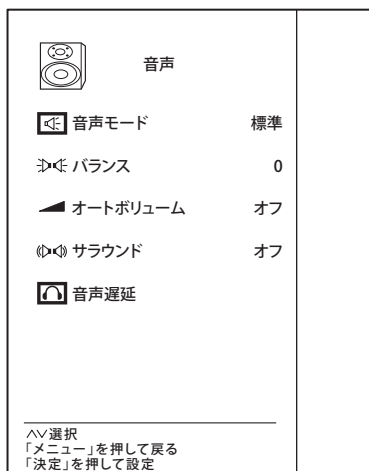 音声
音声モード 標準
バランス 0
オートボリューム オフ
サラウンド オフ
音声遅延
∧∨選択
「メニュー」を押して戻る
「決定」を押して設定